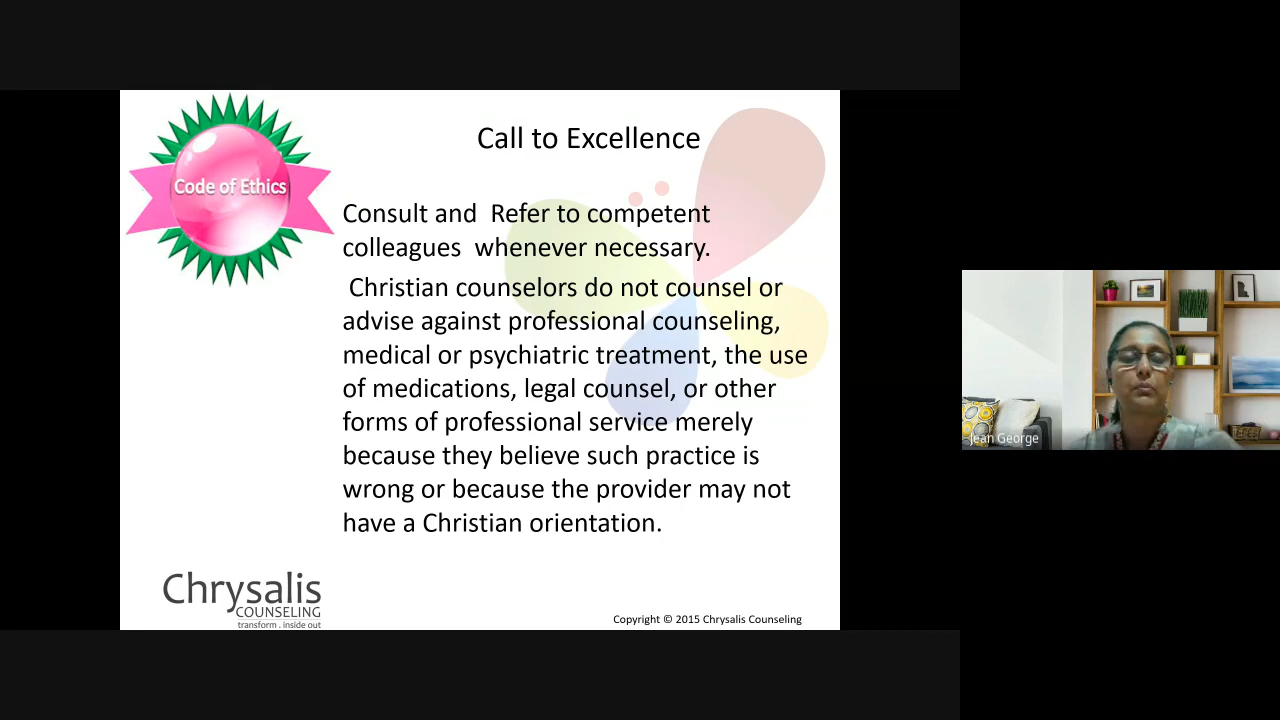 Code of Ethics
Call to Excellence
Consult and  Refer to competent
colleagues  whenever necessary.
Christian counselors do not counsel or
advise against professional counseling,
medical or psychiatric treatment, the use
of medications, legal counsel, or other
forms of professional service merely
because they believe such practice is
wrong or because the provider may not
have a Christian orientation.
Jean George
Chrysalis
COUNSELING
transform . inside out
Copyright © 2015 Chrysalis Counseling